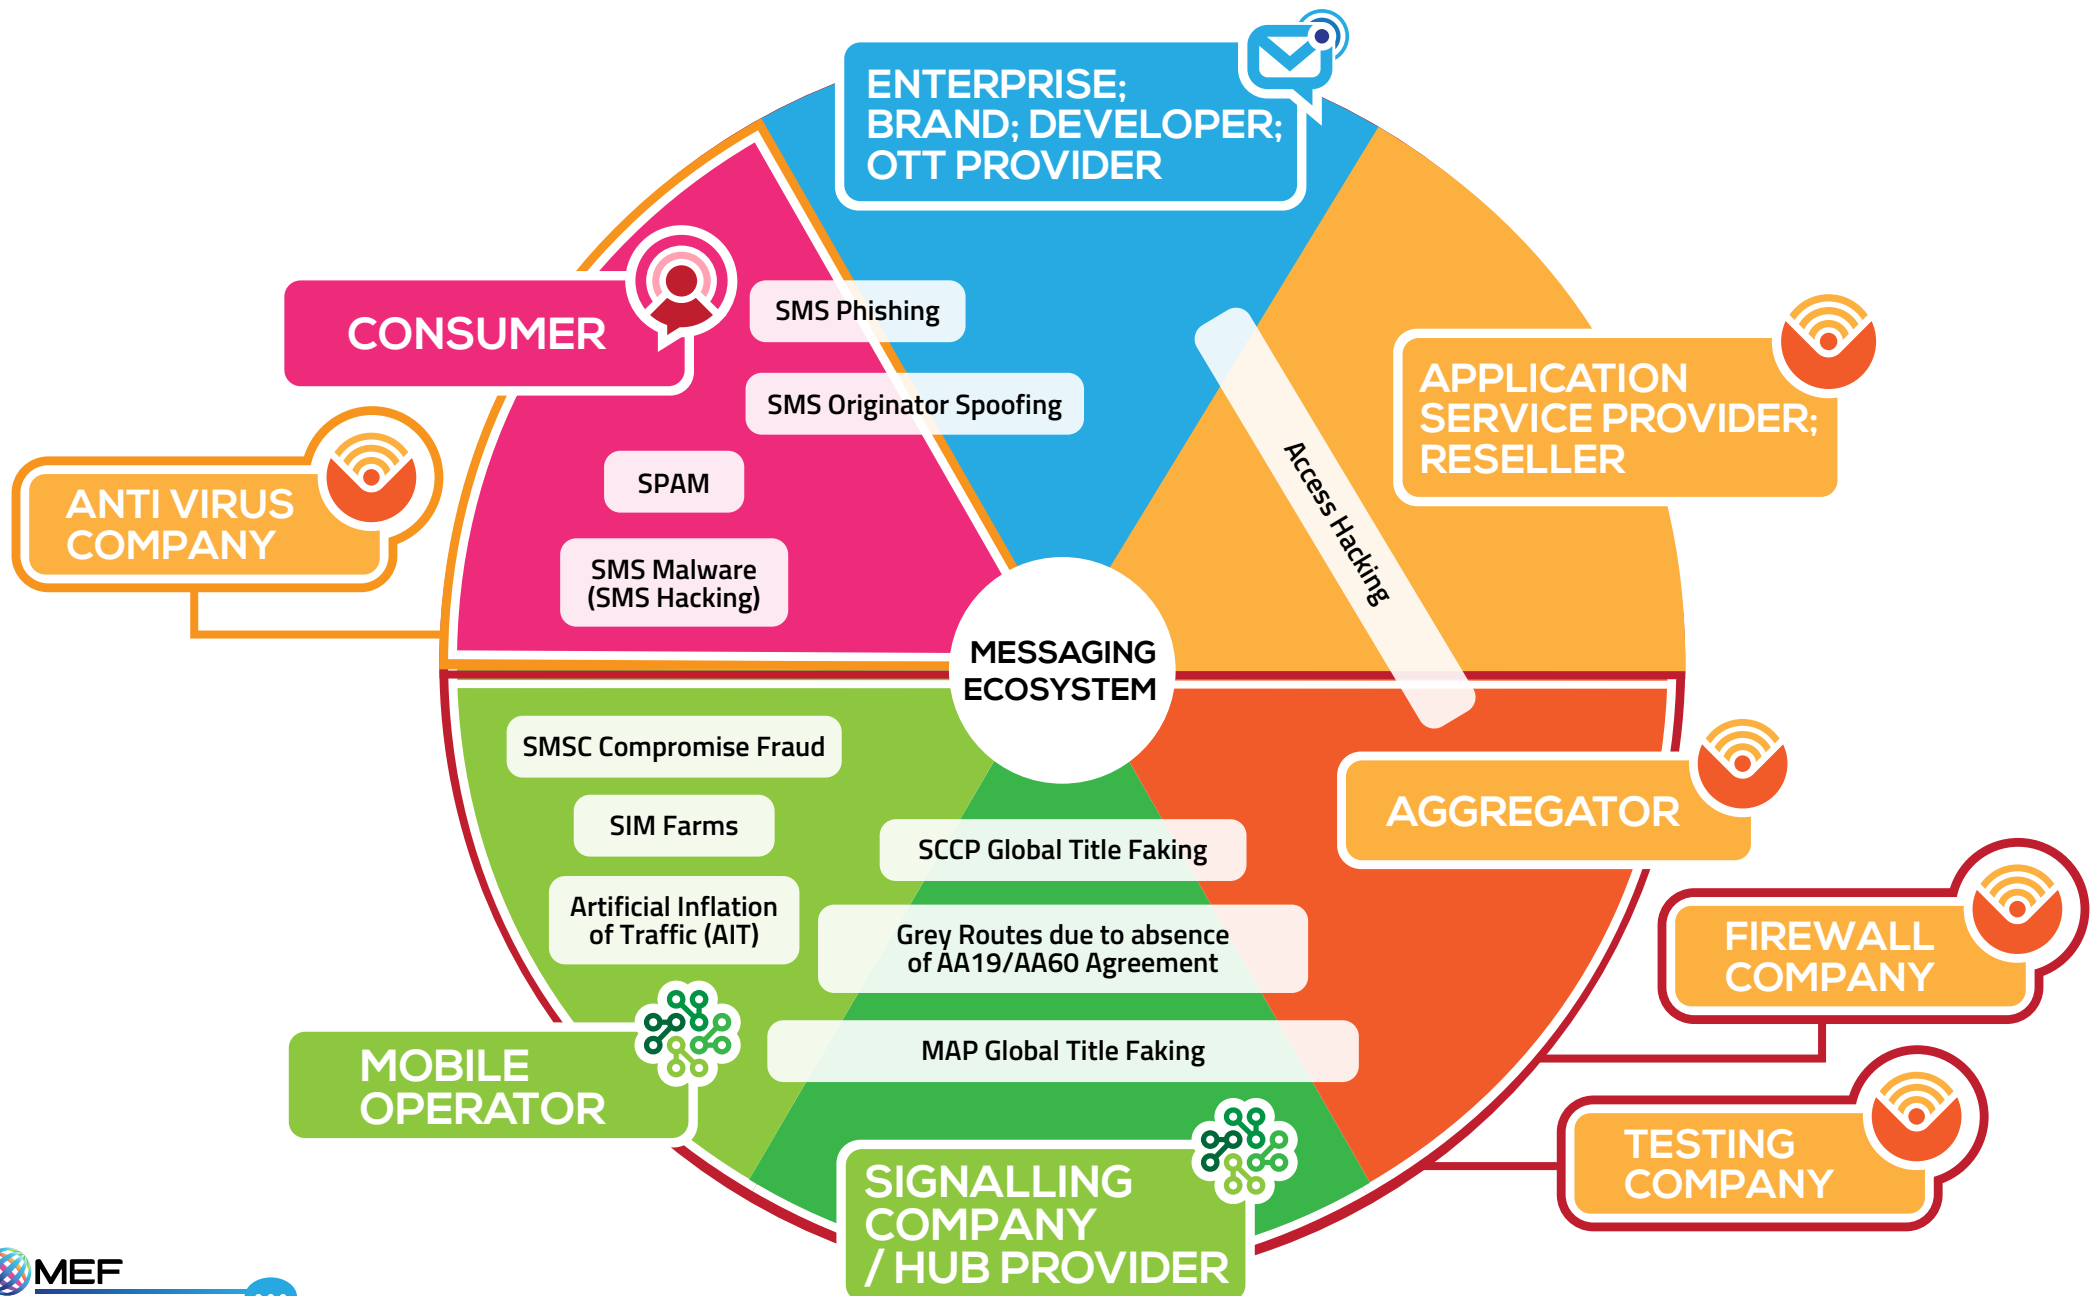 ENTERPRISE;
BRAND; DEVELOPER;
OTT PROVIDER
CONSUMER
SMS Phishing
SMS Originator Spoofing
SPAM
SMS Malware
(SMS Hacking)
ANTI VIRUS
COMPANY
APPLICATION
SERVICE PROVIDER;
RESELLER
Access Hacking
MESSAGING
ECOSYSTEM
SMSC Compromise Fraud
SIM Farms
Artificial Inflation
of Traffic (AIT)
SCCP Global Title Faking
Grey Routes due to absence
of AA19/AA60 Agreement
MAP Global Title Faking
AGGREGATOR
FIREWALL
COMPANY
TESTING
COMPANY
MOBILE
OPERATOR
SIGNALLING
COMPANY
/ HUB PROVIDER
MEF